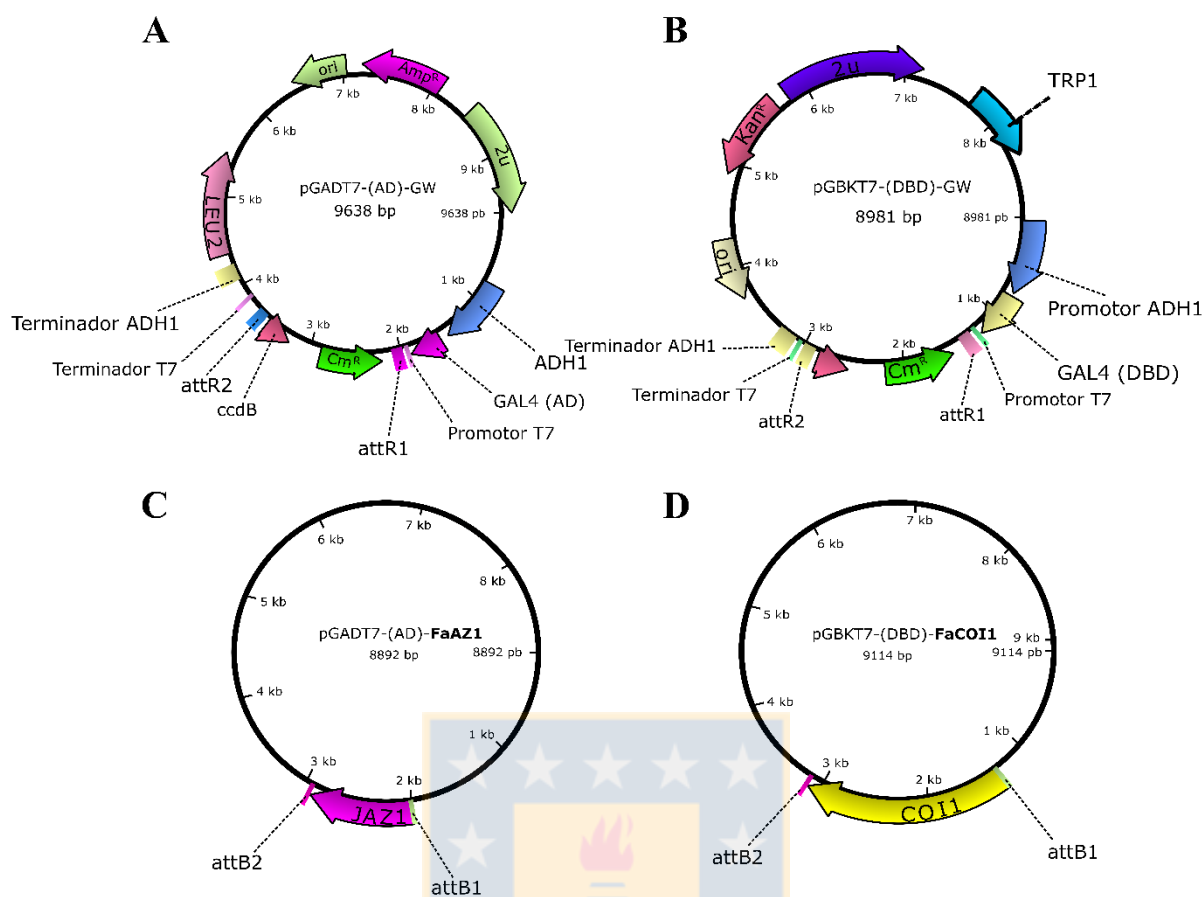 A
ori
Amp^R
7 kb
8 kb
6 kb
2u
9 kb
pGADT7-(AD)-GW
9638 bp
9638 pb
5 kb
LEU2
4 kb
1 kb
Terminador ADH1
3 kb
2 kb
Terminador T7
Cm^R
ADH1
attR2
GAL4 (AD)
ccdB
Promotor T7
attR1
B
2u
TRP1
6 kb
7 kb
Kan^R
8 kb
5 kb
pGBKT7-(DBD)-GW
8981 bp
8981 pb
ori
4 kb
Promotor ADH1
1 kb
3 kb
Terminador ADH1
2 kb
Cm^R
Terminador T7
GAL4 (DBD)
attR2
Promotor T7
attR1
C
7 kb
6 kb
8 kb
5 kb
pGADT7-(AD)-FaAZ1
8892 bp
8892 pb
4 kb
1 kb
3 kb
2 kb
JAZ1
attB2
attB1
D
7 kb
6 kb
8 kb
5 kb
pGBKT7-(DBD)-FaCOI1
9 kb
9114 bp
9114 pb
4 kb
1 kb
3 kb
2 kb
COI1
attB2
attB1